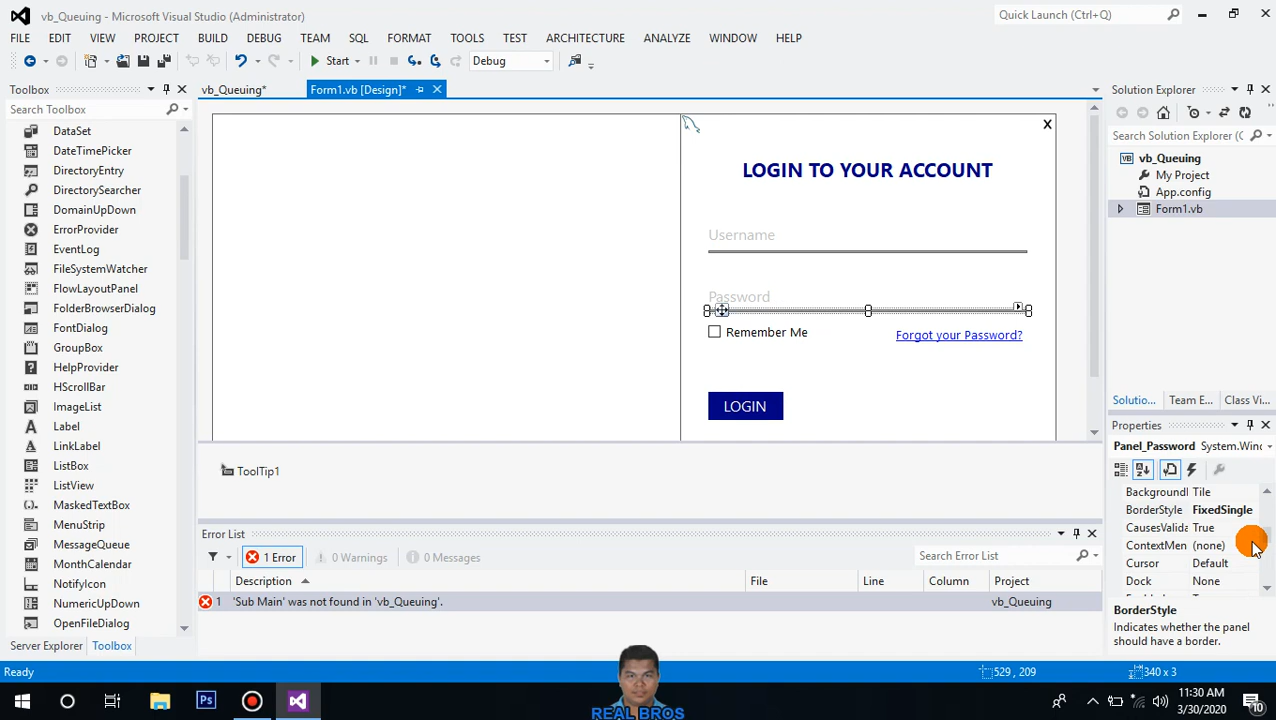 vb_Queuing - Microsoft Visual Studio (Administrator)
Quick Launch (Ctrl+Q)
FILE EDIT VIEW PROJECT BUILD DEBUG TEAM SQL FORMAT TOOLS TEST ARCHITECTURE ANALYZE WINDOW HELP
Start Debug
Toolbox
vb_Queuing* Form1.vb [Design]*
Solution Explorer
Search Toolbox
Search Solution Explorer (C
DataSet
DateTimePicker
DirectoryEntry
DirectorySearcher
DomainUpDown
ErrorProvider
EventLog
FileSystemWatcher
FlowLayoutPanel
FolderBrowserDialog
FontDialog
GroupBox
HelpProvider
HScrollBar
ImageList
Label
LinkLabel
ListBox
ListView
MaskedTextBox
MenuStrip
MessageQueue
MonthCalendar
NotifyIcon
NumericUpDown
OpenFileDialog
Server Explorer Toolbox
X
LOGIN TO YOUR ACCOUNT
Username
Password
Remember Me Forgot your Password?
LOGIN
ToolTip1
Error List
1 Error 0 Warnings 0 Messages Search Error List
Description File Line Column Project
1 'Sub Main' was not found in 'vb_Queuing'. vb_Queuing
vb_Queuing
My Project
App.config
Form1.vb
Solutio... Team E... Class Vi...
Properties
Panel_Password System.Winc
Backgroundl Tile
BorderStyle FixedSingle
CausesValida True
ContextMen (none)
Cursor Default
Dock None
BorderStyle
Indicates whether the panel
should have a border.
Ready 529 , 209 340 x 3
REAL BROS
11:30 AM
3/30/2020
10